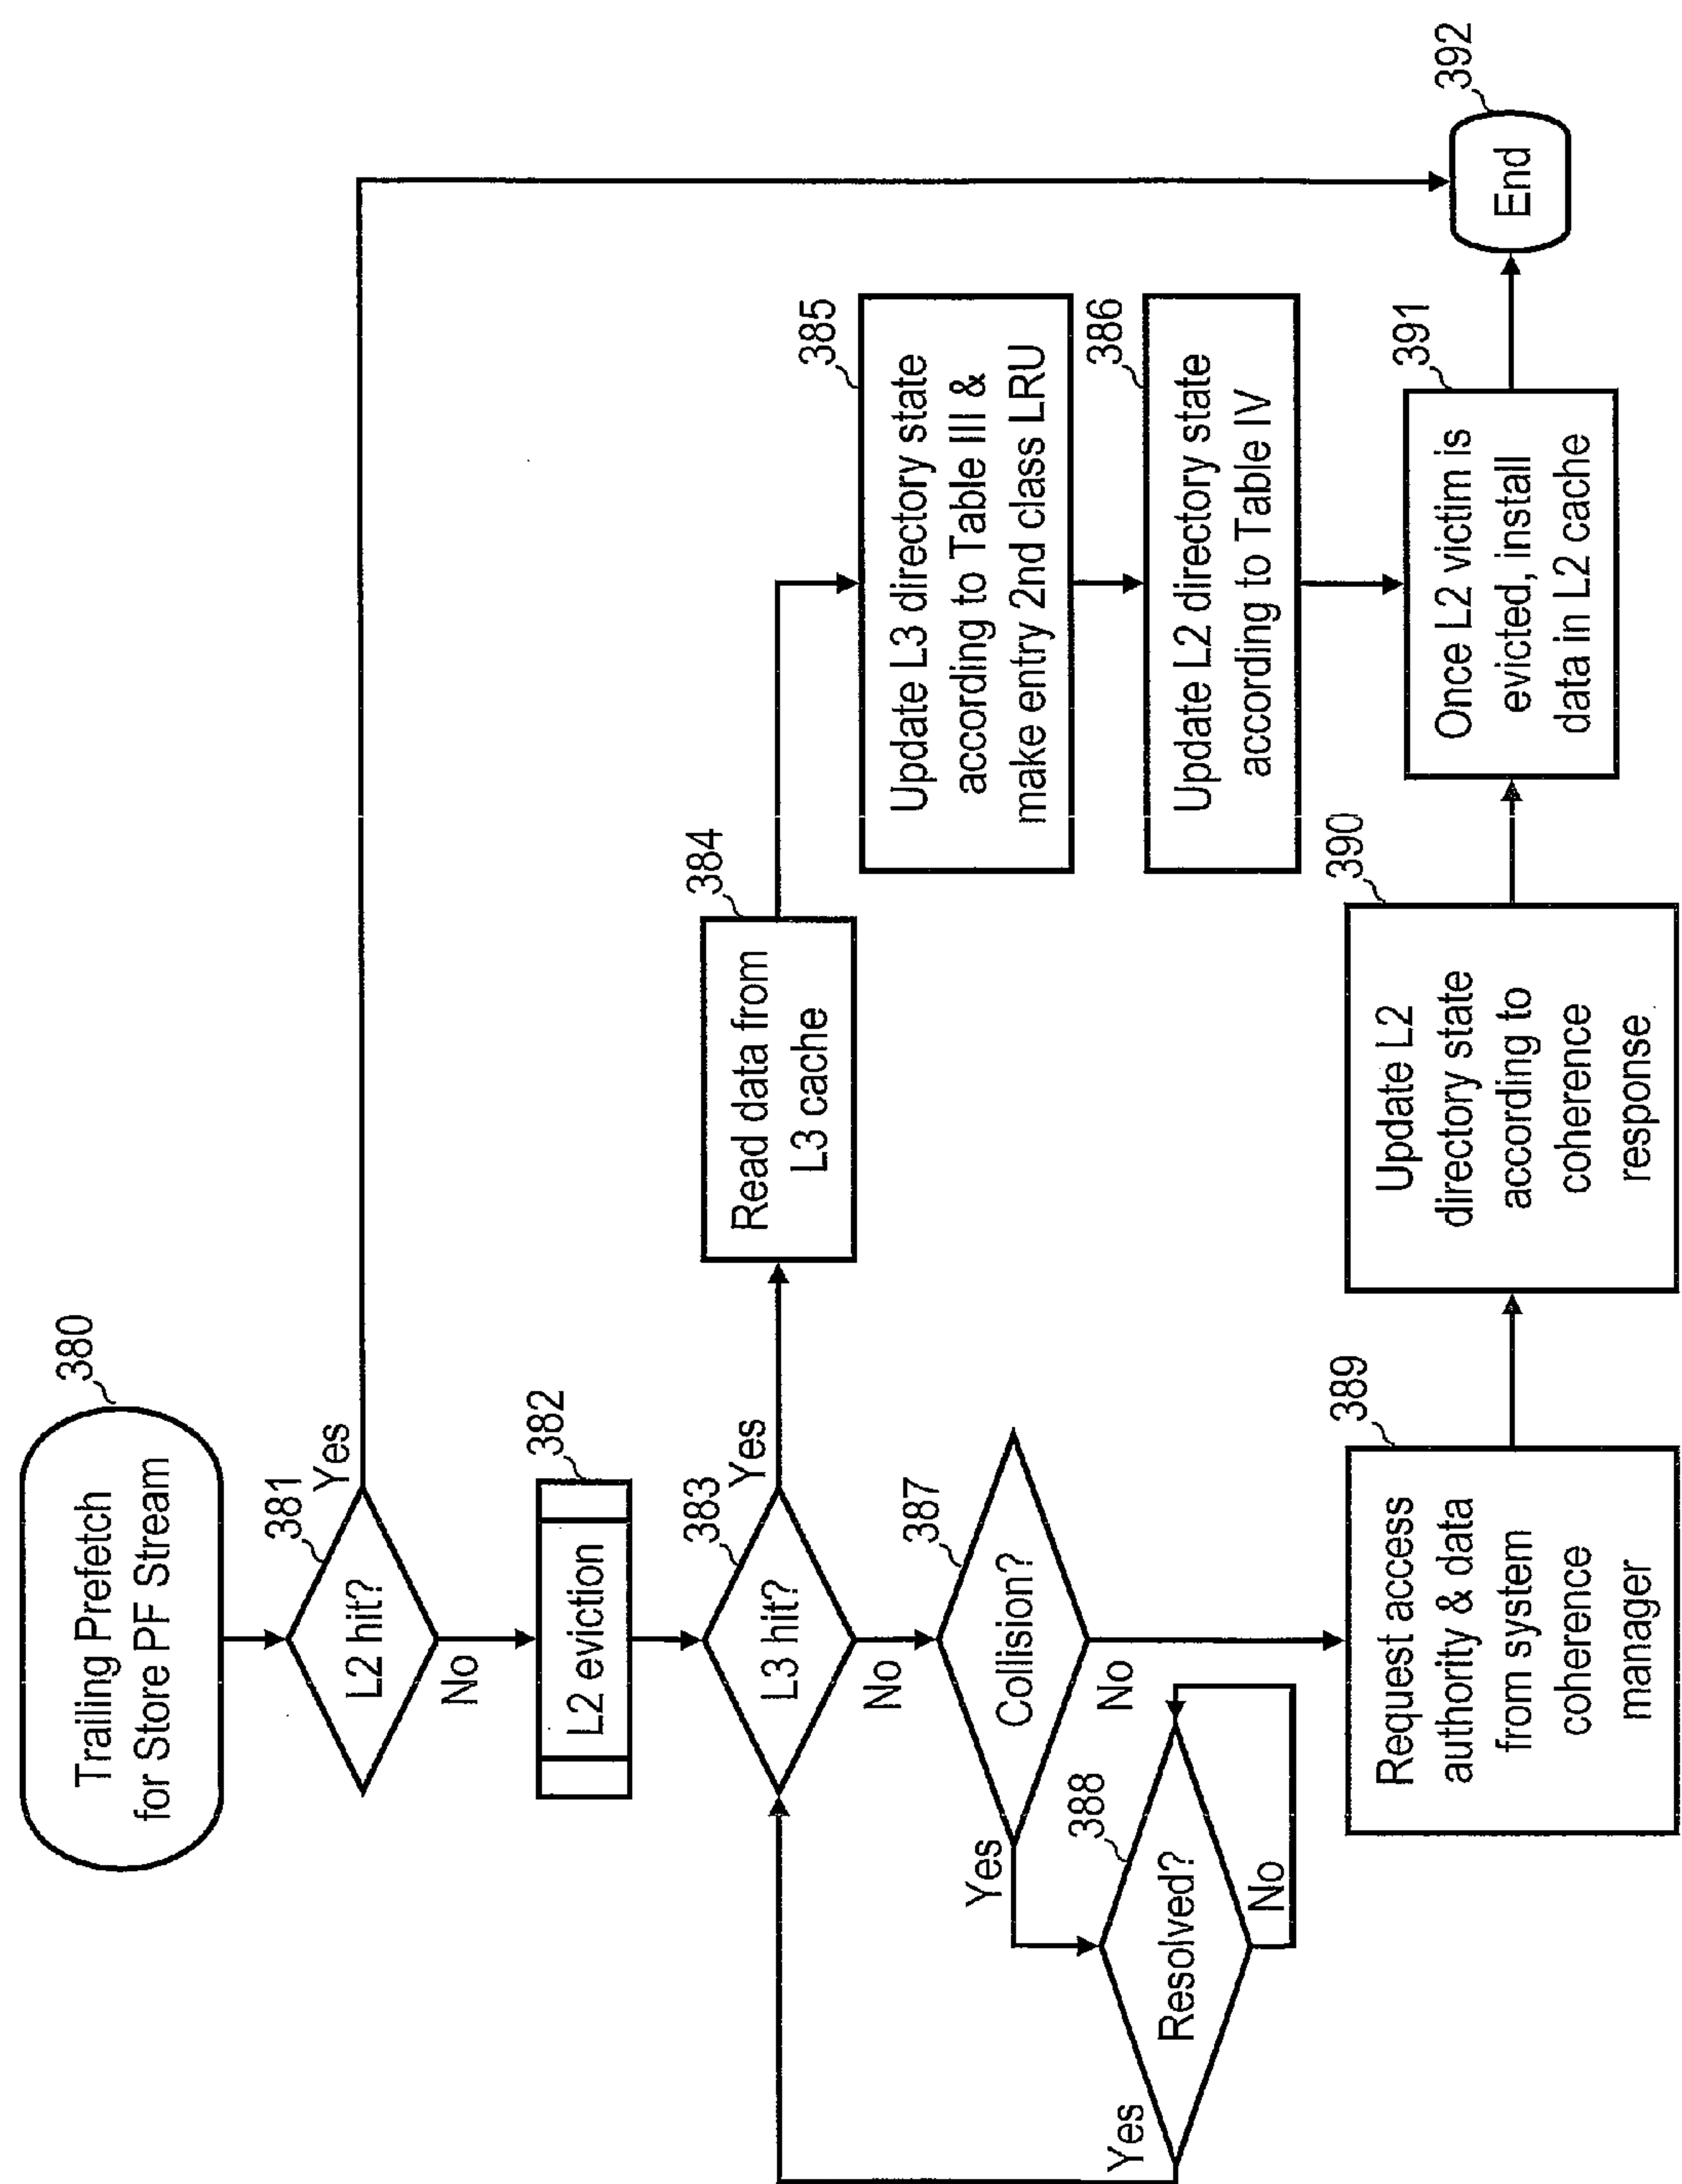 380
Trailing Prefetch
for Store PF Stream
381
L2 hit?
Yes
No
382
L2 eviction
383
L3 hit?
Yes
No
384
Read data from
L3 cache
385
Update L3 directory state
according to Table III &
make entry 2nd class LRU
386
Update L2 directory state
according to Table IV
387
Collision?
Yes
No
388
Resolved?
Yes
No
389
Request access
authority & data
from system
coherence
manager
390
Update L2
directory state
according to
coherence
response
391
Once L2 victim is
evicted, install
data in L2 cache
392
End